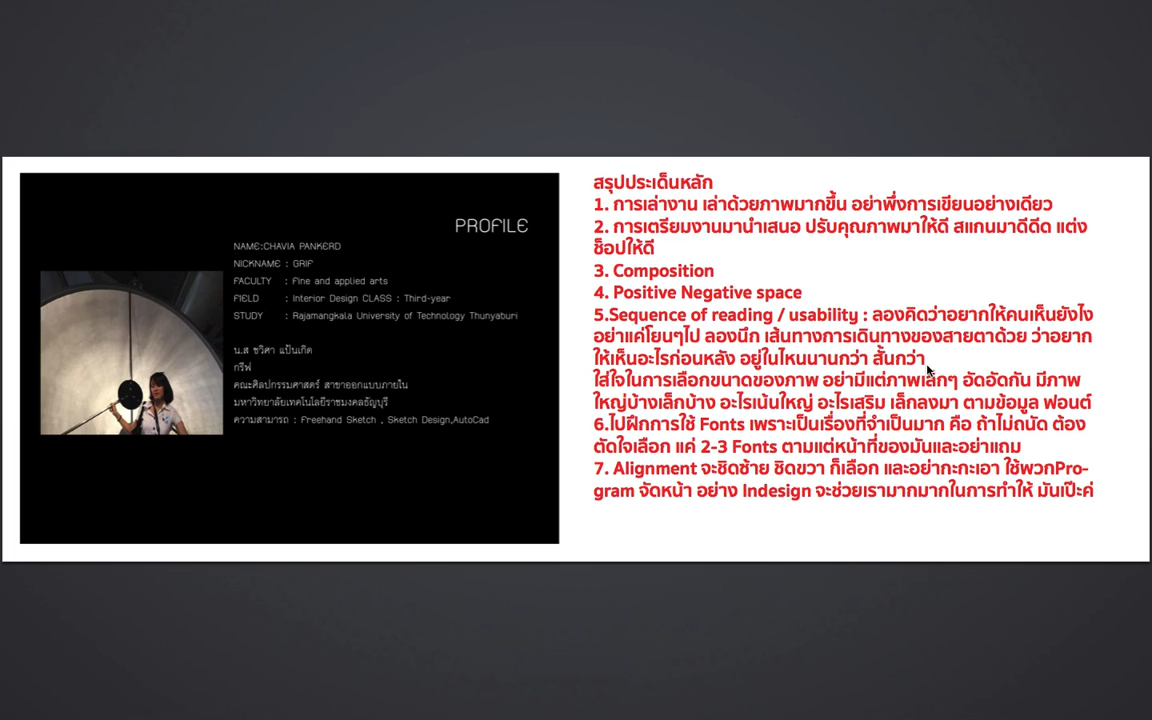 PROFILE
NAME:CHAVIA PANKERD
NICKNAME : GRIF
FACULTY : Fine and applied arts
FIELD : Interior Design CLASS : Third-year
STUDY : Rajamangkala University of Technology Thunyaburi
น.ส ชวิศา แป้นเกิด
กรีฟ
คณะศิลปกรรมศาสตร์ สาขาออกแบบภายใน
มหาวิทยาลัยเทคโนโลยีราชมงคลธัญบุรี
ความสามารถ : Freehand Sketch , Sketch Design,AutoCad
สรุปประเด็นหลัก
1. การเล่างาน เล่าด้วยภาพมากขึ้น อย่าพึ่งการเขียนอย่างเดียว
2. การเตรียมงานมานำเสนอ ปรับคุณภาพมาให้ดี สแกนมาดีดีด แต่ง
ช็อปให้ดี
3. Composition
4. Positive Negative space
5.Sequence of reading / usability : ลองคิดว่าอยากให้คนเห็นยังไง
อย่าแค่โยนๆไป ลองนึก เส้นทางการเดินทางของสายตาด้วย ว่าอยาก
ให้เห็นอะไรก่อนหลัง อยู่ในไหนนานกว่า สั้นกว่า
ใส่ใจในการเลือกขนาดของภาพ อย่ามีแต่ภาพเล็กๆ อัดอัดกัน มีภาพ
ใหญ่บ้างเล็กบ้าง อะไรเน้นใหญ่ อะไรเสริม เล็กลงมา ตามข้อมูล ฟอนต์
6.ไปฝึกการใช้ Fonts เพราะเป็นเรื่องที่จำเป็นมาก คือ ถ้าไม่ถนัด ต้อง
ตัดใจเลือก แค่ 2-3 Fonts ตามแต่หน้าที่ของมันและอย่าแถม
7. Alignment จะชิดซ้าย ชิดขวา ก็เลือก และอย่ากะกะเอา ใช้พวกPro-
gram จัดหน้า อย่าง Indesign จะช่วยเรามากมากในการทำให้ มันเป๊ะค่